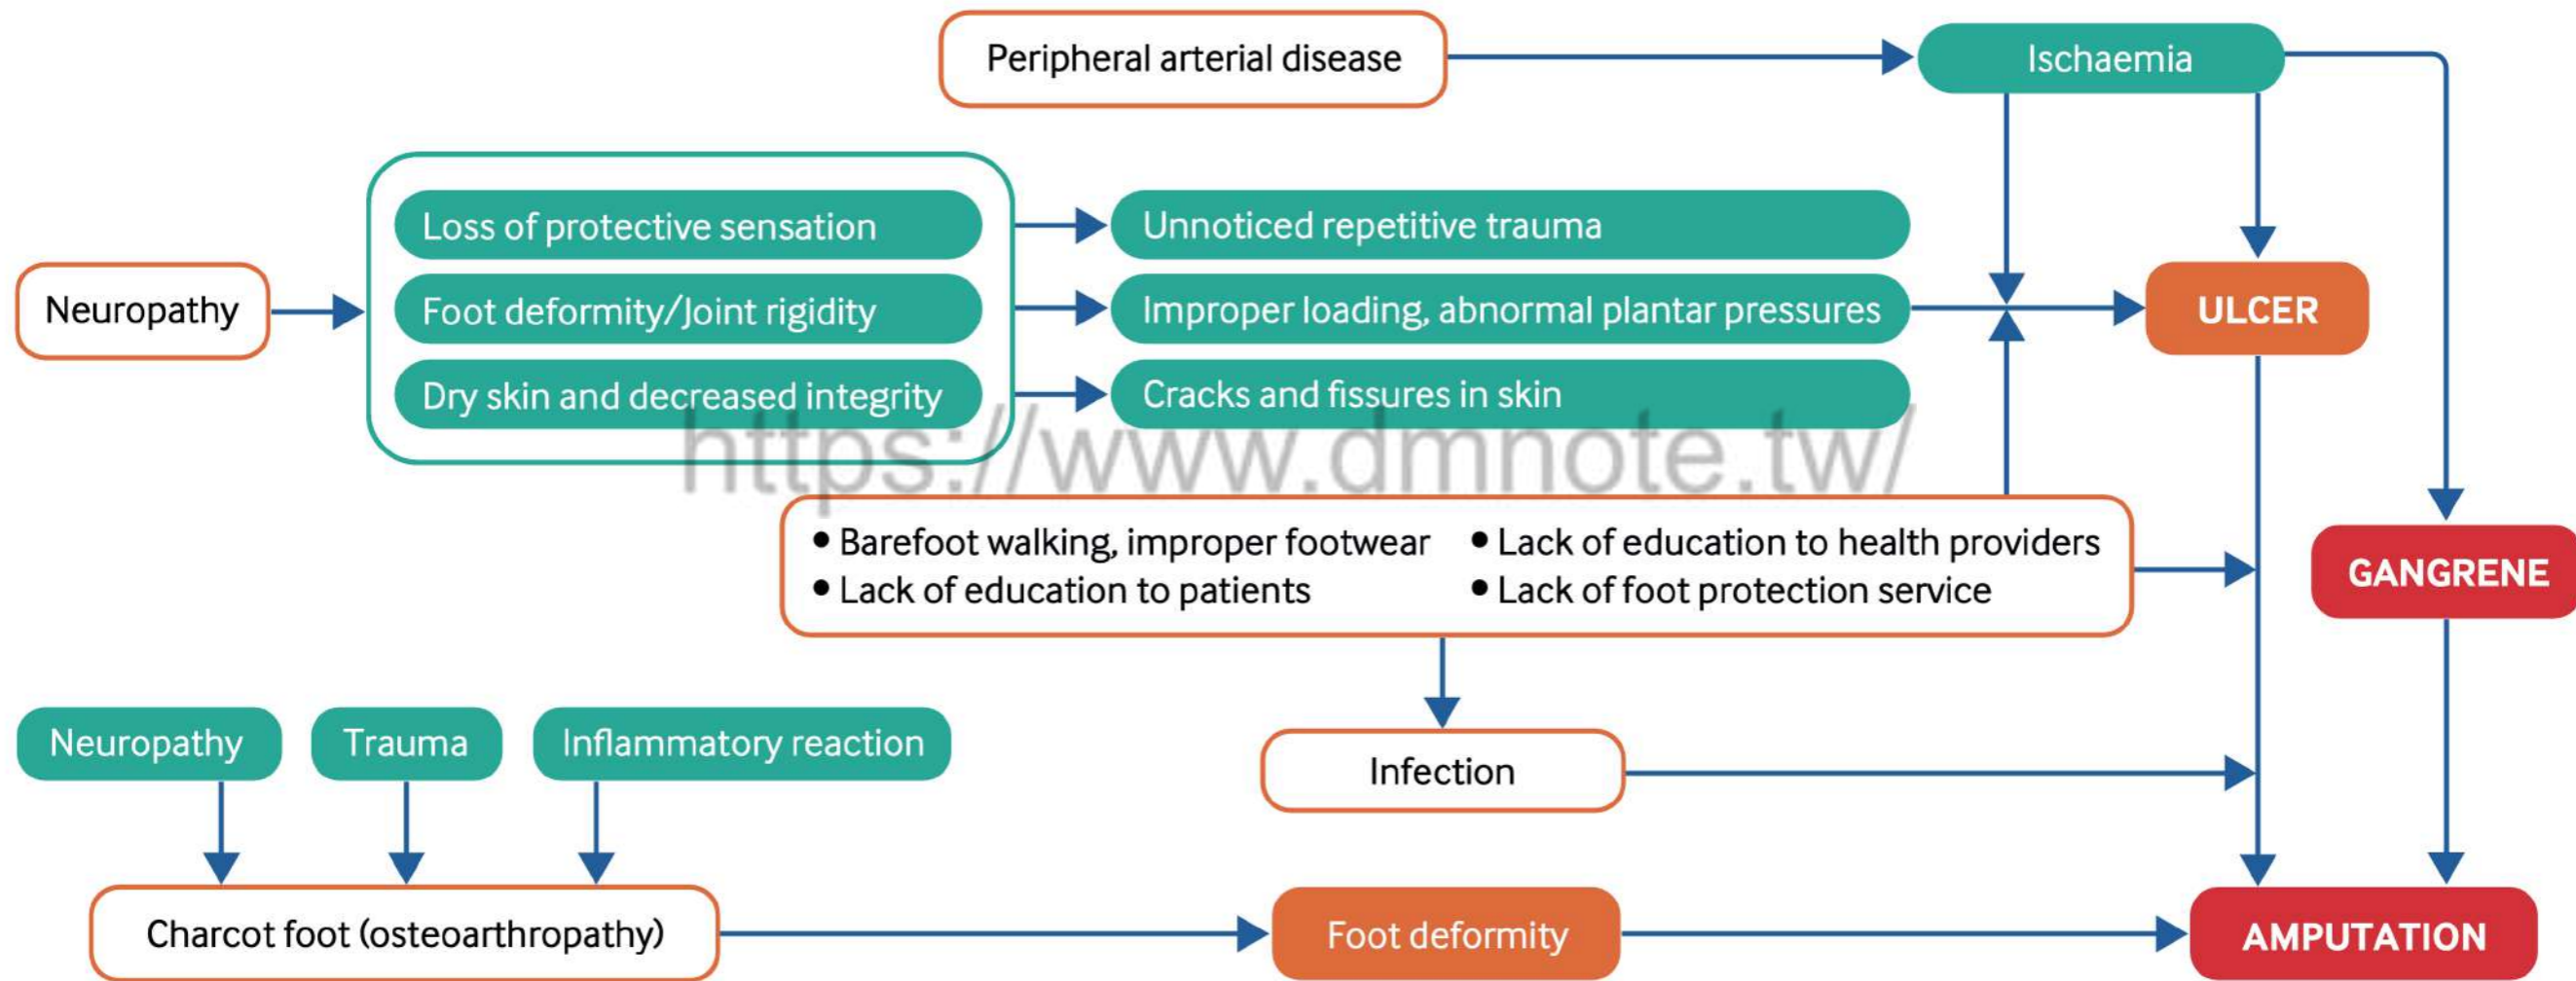 Peripheral arterial disease
Ischaemia
Loss of protective sensation
Unnoticed repetitive trauma
Neuropathy
Foot deformity/Joint rigidity
Improper loading, abnormal plantar pressures
ULCER
Dry skin and decreased integrity
Cracks and fissures in skin
https://www.dmnote.tw/
• Barefoot walking, improper footwear
• Lack of education to patients
• Lack of education to health providers
• Lack of foot protection service
GANGRENE
Neuropathy
Trauma
Inflammatory reaction
Infection
Charcot foot (osteoarthropathy)
Foot deformity
AMPUTATION